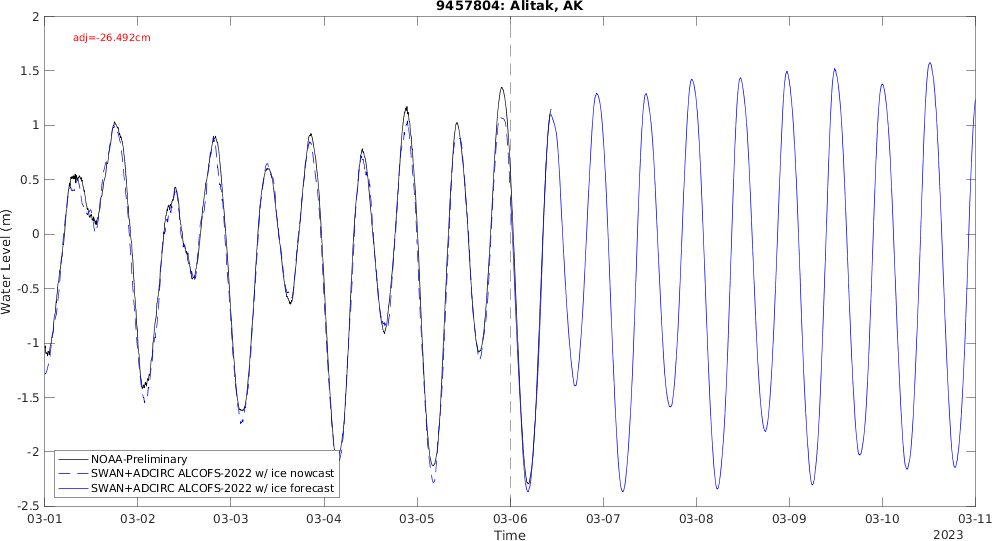 9457804: Alitak, AK
adj=-26.492cm
2
1.5
1
0.5
0
-0.5
-1
-1.5
-2
-2.5
Water Level (m)
NOAA-Preliminary
SWAN+ADCIRC ALCOFS-2022 w/ ice nowcast
SWAN+ADCIRC ALCOFS-2022 w/ ice forecast
03-01 03-02 03-03 03-04 03-05 03-06 03-07 03-08 03-09 03-10 03-11
Time
2023